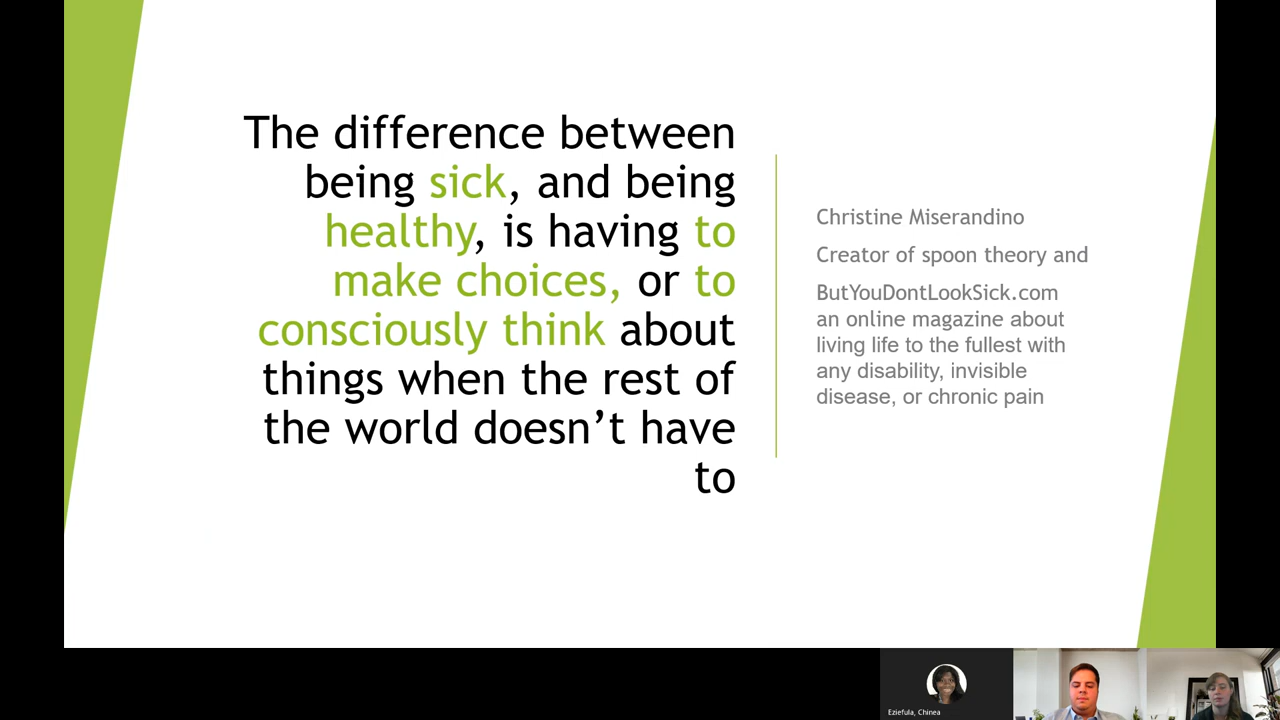 The difference between
being sick, and being
healthy, is having to
make choices, or to
consciously think about
things when the rest of
the world doesn’t have
to
Christine Miserandino
Creator of spoon theory and
ButYouDontLookSick.com
an online magazine about
living life to the fullest with
any disability, invisible
disease, or chronic pain
Eziefula, Chinea